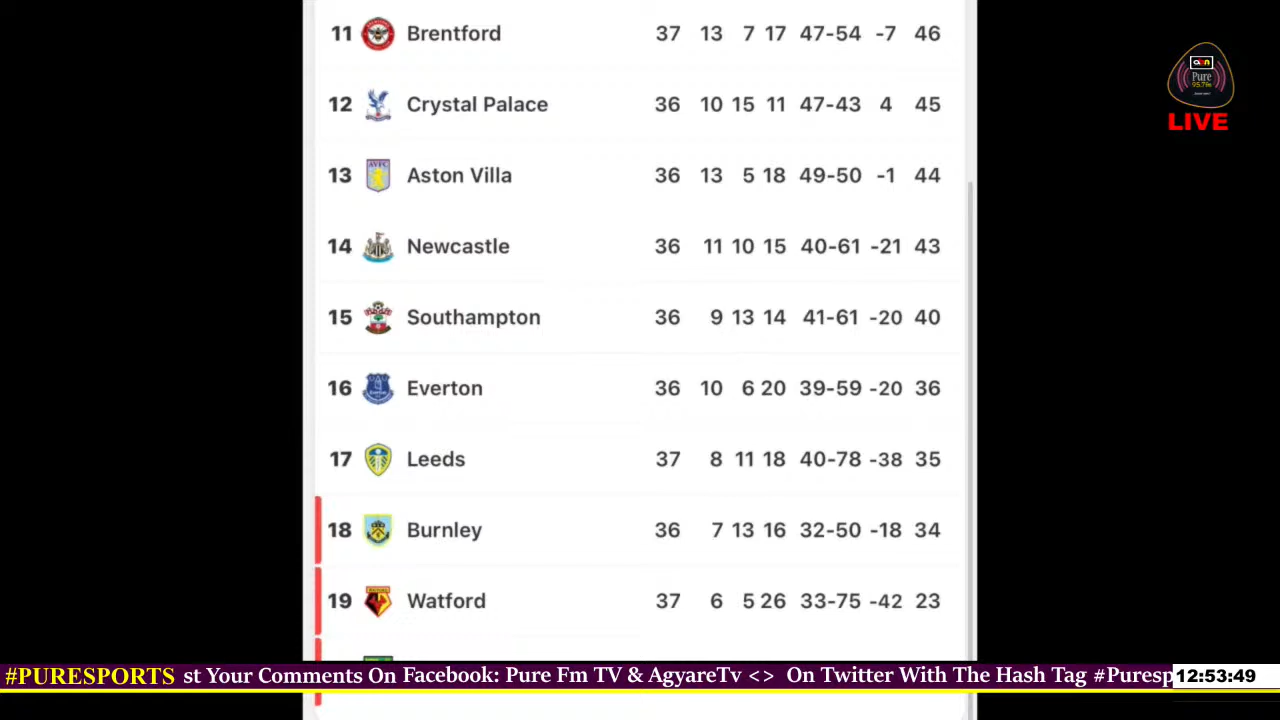 11 Brentford 37 13 7 17 47-54 -7 46
12 Crystal Palace 36 10 15 11 47-43 4 45
13 Aston Villa 36 13 5 18 49-50 -1 44
14 Newcastle 36 11 10 15 40-61 -21 43
15 Southampton 36 9 13 14 41-61 -20 40
16 Everton 36 10 6 20 39-59 -20 36
17 Leeds 37 8 11 18 40-78 -38 35
18 Burnley 36 7 13 16 32-50 -18 34
19 Watford 37 6 5 26 33-75 -42 23
Pure
95.7fm
LIVE
#PURESPORTS st Your Comments On Facebook: Pure Fm TV & AgyareTv <> On Twitter With The Hash Tag #Puresp 12:53:49